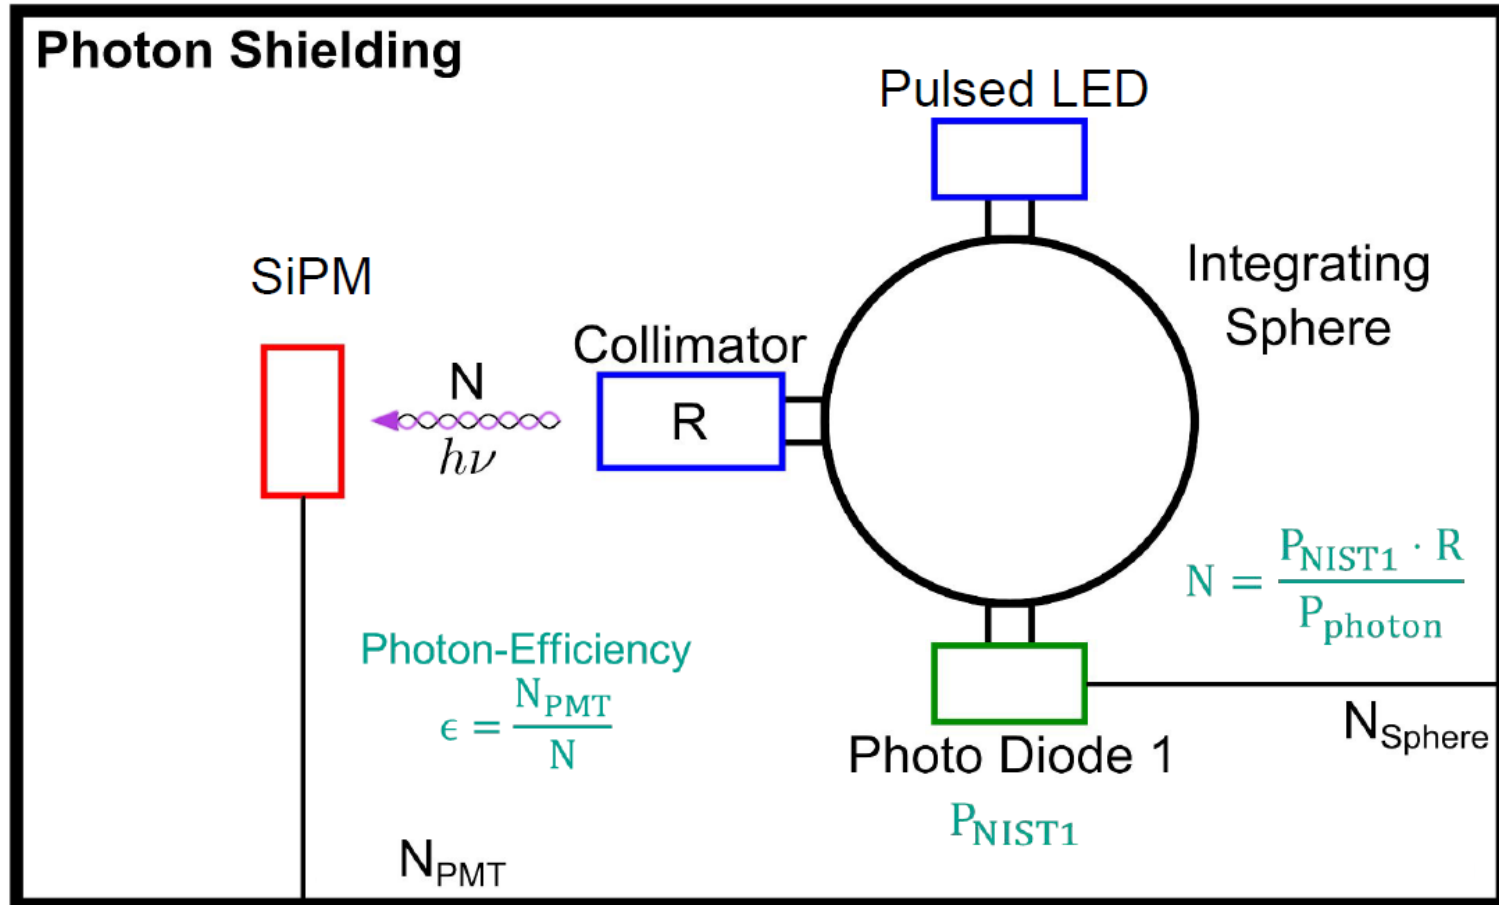 Photon Shielding
Pulsed LED
SiPM
Integrating
Sphere
Collimator
N
R
hν
N = P_NIST1 · R / P_photon
Photon-Efficiency
ϵ = N_PMT / N
N_Sphere
Photo Diode 1
P_NIST1
N_PMT